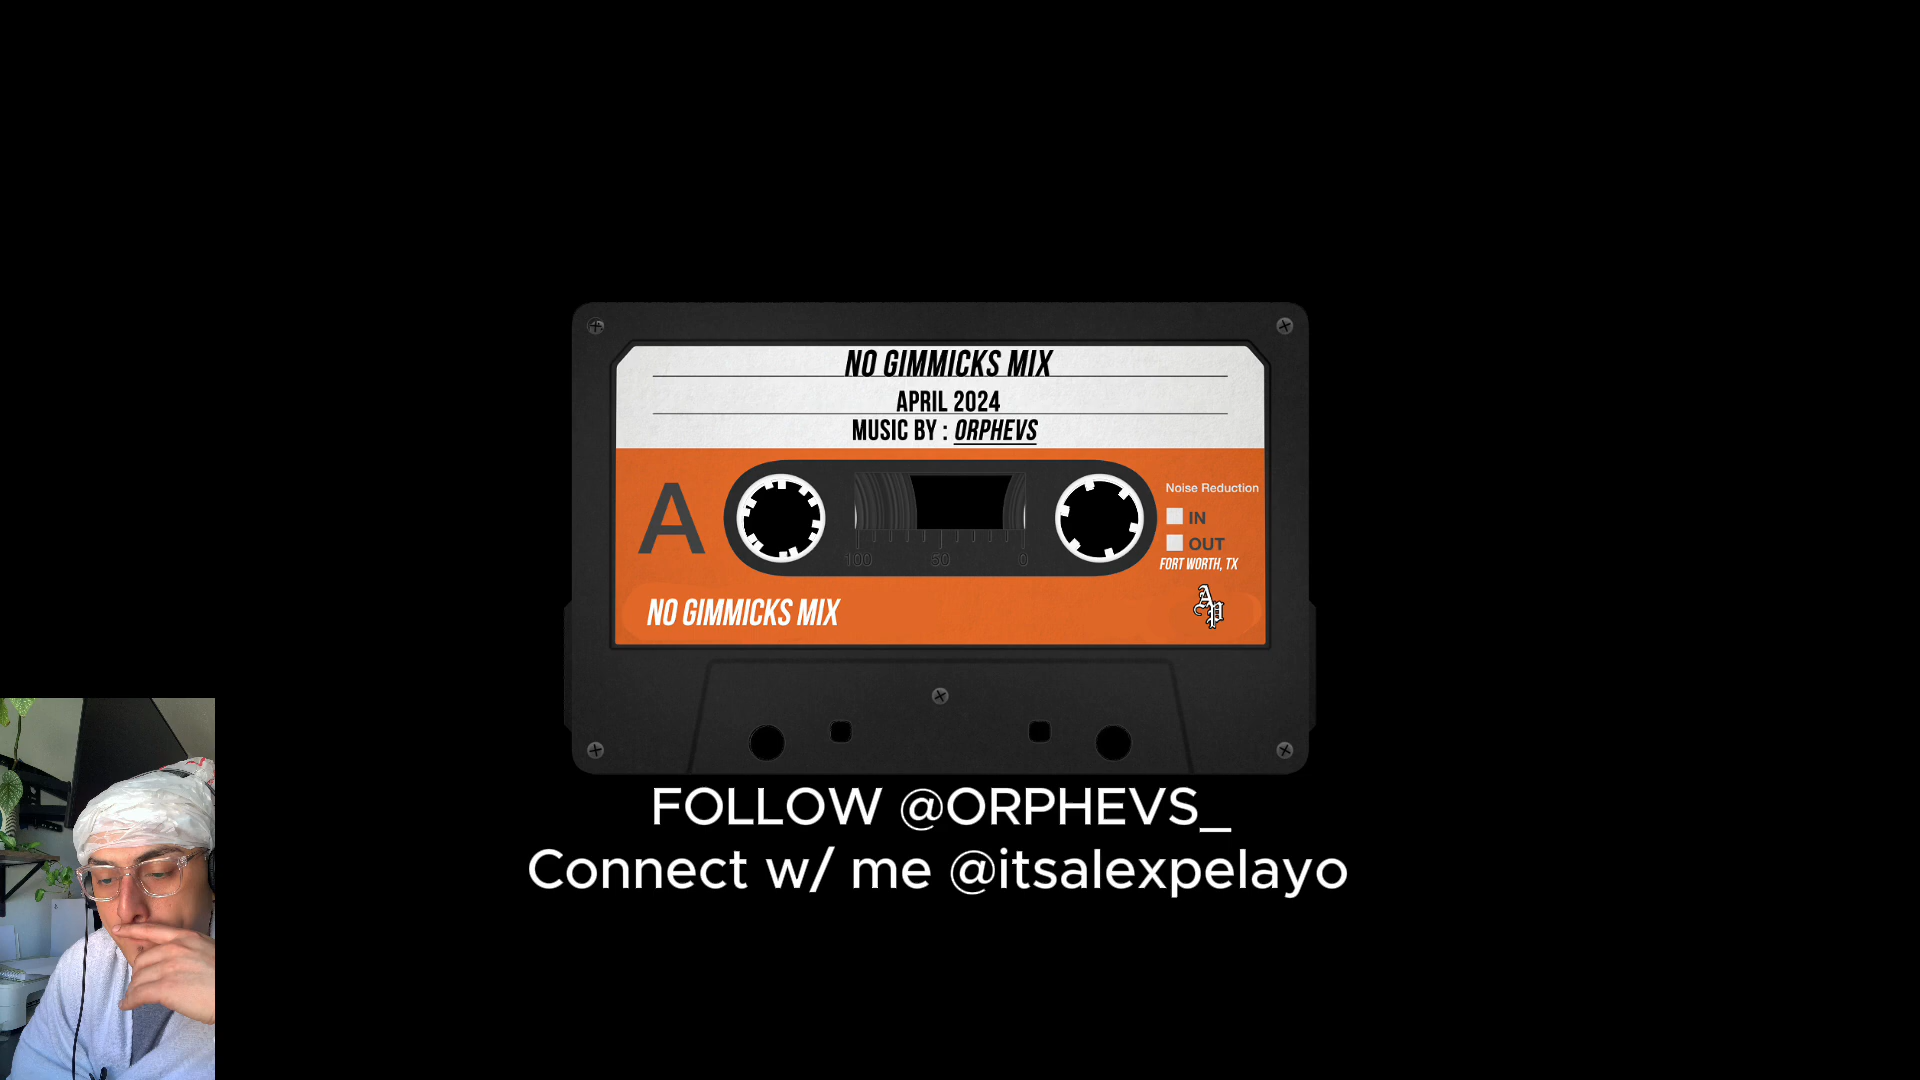 NO GIMMICKS MIX
APRIL 2024
MUSIC BY : ORPHEVS
A
Noise Reduction
IN
OUT
FORT WORTH, TX
100 50 0
NO GIMMICKS MIX
AP
FOLLOW @ORPHEVS_
Connect w/ me @itsalexpelayo